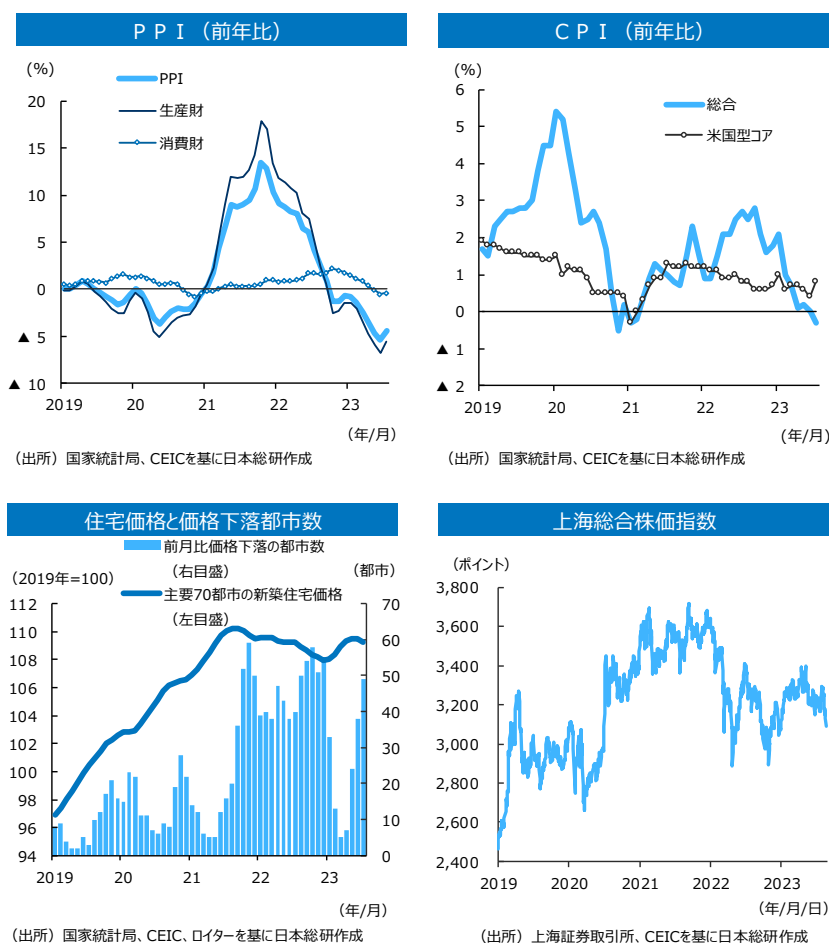 ＰＰＩ（前年比）
(%)
PPI
生産財
消費財
20
15
10
5
0
▲ 5
▲ 10
2019 20 21 22 23
(年/月)
（出所）国家統計局、CEICを基に日本総研作成
ＣＰＩ（前年比）
(%)
総合
米国型コア
6
5
4
3
2
1
0
▲ 1
▲ 2
2019 20 21 22 23
(年/月)
（出所）国家統計局、CEICを基に日本総研作成
住宅価格と価格下落都市数
前月比価格下落の都市数
（右目盛）
主要70都市の新築住宅価格
（左目盛）
（2019年=100）
（都市）
112
110
108
106
104
102
100
98
96
94
70
60
50
40
30
20
10
0
2019 20 21 22 23
(年/月)
（出所）国家統計局、CEIC、ロイターを基に日本総研作成
上海総合株価指数
（ポイント）
3,800
3,600
3,400
3,200
3,000
2,800
2,600
2,400
2019 2020 2021 2022 2023
(年/月/日)
（出所）上海証券取引所、CEICを基に日本総研作成